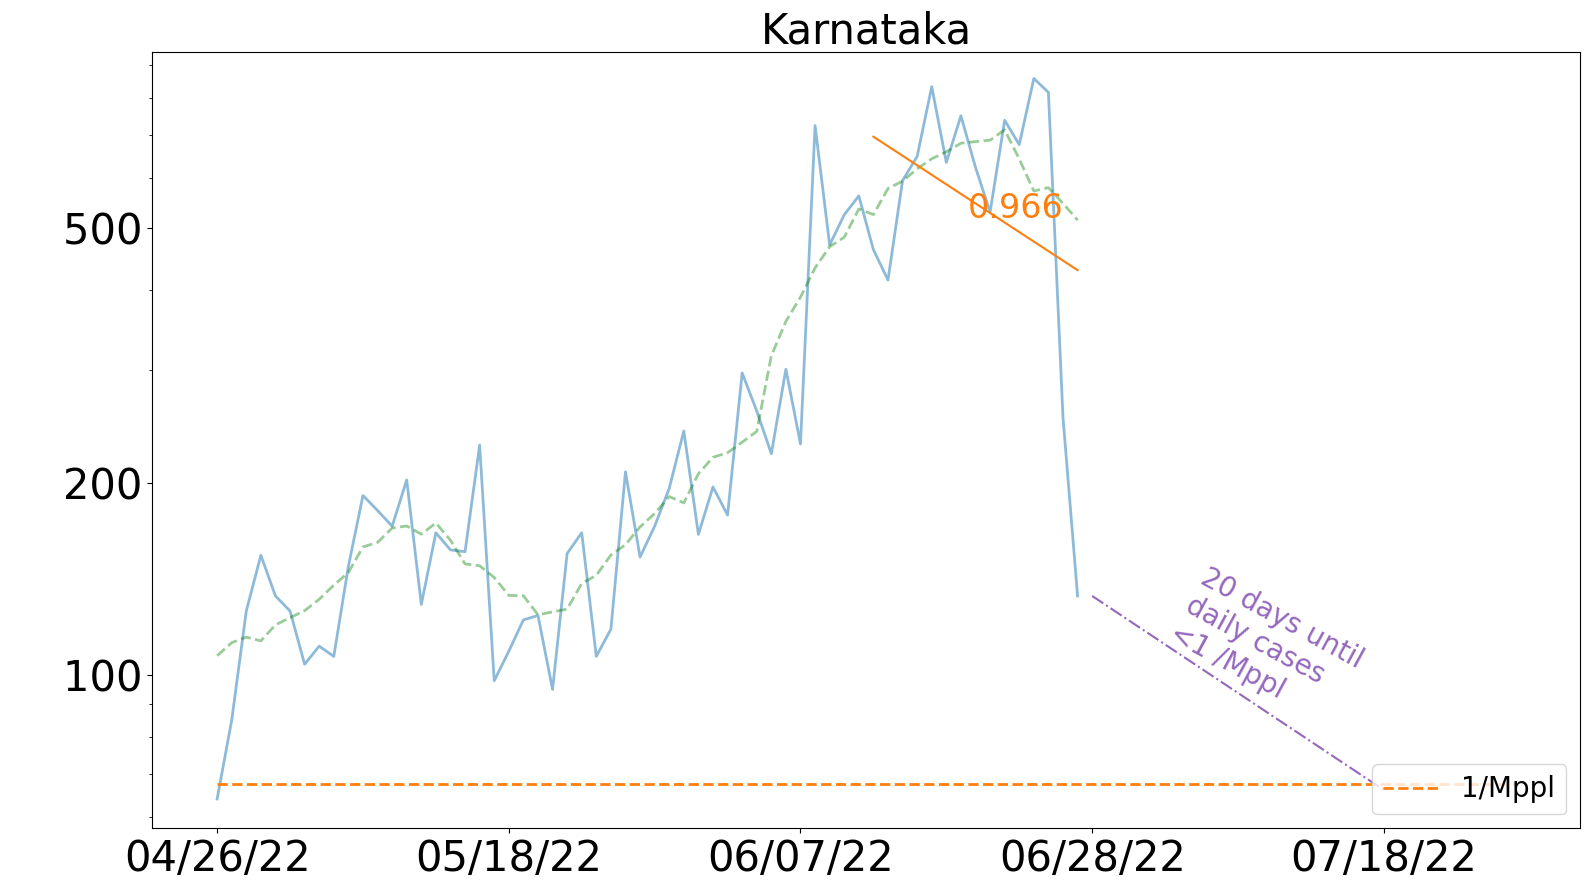 Karnataka
500
200
100
0.966
20 days until
daily cases
<1 /Mppl
1/Mppl
04/26/22
05/18/22
06/07/22
06/28/22
07/18/22